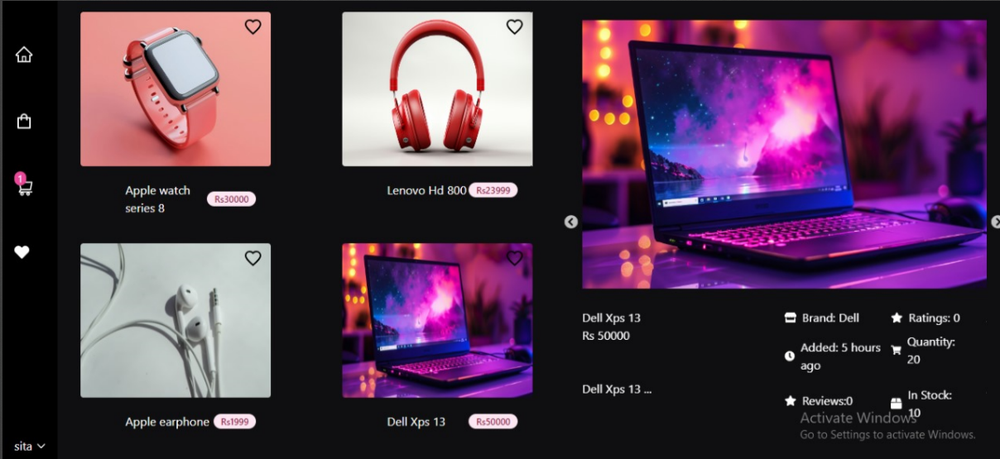 1
Apple watch
series 8
Rs30000
Lenovo Hd 800
Rs23999
Apple earphone
Rs1999
Dell Xps 13
Rs50000
Dell Xps 13
Rs 50000
Dell Xps 13 ...
Brand: Dell
Ratings: 0
Added: 5 hours
ago
Quantity:
20
Reviews:0
In Stock:
10
Activate Windows
Go to Settings to activate Windows.
sita